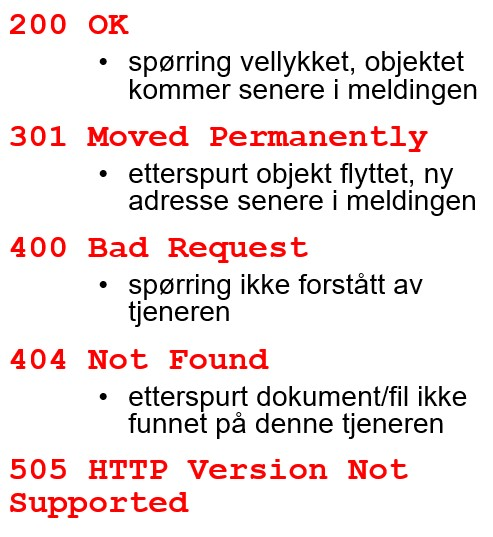 200 OK
• spørring vellykket, objektet
kommer senere i meldingen
301 Moved Permanently
• etterspurt objekt flyttet, ny
adresse senere i meldingen
400 Bad Request
• spørring ikke forstått av
tjeneren
404 Not Found
• etterspurt dokument/fil ikke
funnet på denne tjeneren
505 HTTP Version Not
Supported